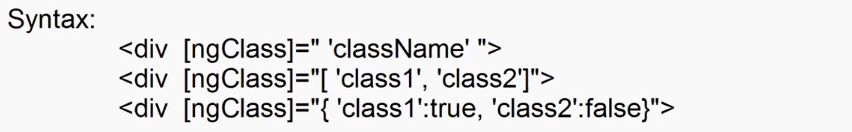 Syntax:
<div [ngClass]=" 'className' ">
<div [ngClass]="[ 'class1', 'class2']">
<div [ngClass]="{ 'class1':true, 'class2':false}">